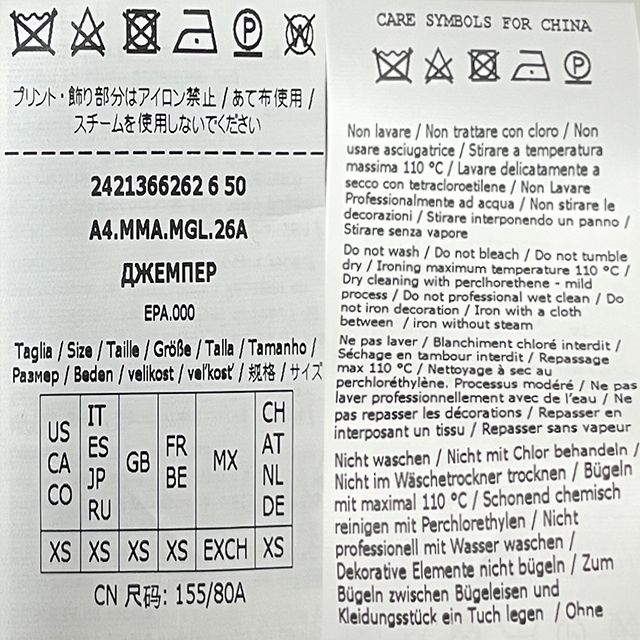 プリント・飾り部分はアイロン禁止 / あて布使用 /
スチームを使用しないでください
2421366262 6 50
A4.MMA.MGL.26A
ДЖЕМПЕР
EPA.000
Taglia / Size / Taille / Größe / Talla / Tamanho /
Размер / Beden / velikost / veľkosť / 规格 / サイズ
US CA CO
IT ES JP RU
GB
FR BE
MX
CH AT NL DE
XS XS XS XS EXCH XS
CN 尺码: 155/80A
CARE SYMBOLS FOR CHINA
P
Non lavare / Non trattare con cloro / Non
usare asciugatrice / Stirare a temperatura
massima 110 °C / Lavare delicatamente a
secco con tetracloroetilene / Non Lavare
Professionalmente ad acqua / Non stirare le
decorazioni / Stirare interponendo un panno /
Stirare senza vapore
Do not wash / Do not bleach / Do not tumble
dry / Ironing maximum temperature 110 °C /
Dry cleaning with perclhorethene - mild
process / Do not professional wet clean / Do
not iron decoration / Iron with a cloth
between / iron without steam
Ne pas laver / Blanchiment chloré interdit /
Séchage en tambour interdit / Repassage
max 110 °C / Nettoyage à sec au
perchloréthylène. Processus modéré / Ne pas
laver professionnellement avec de l'eau / Ne
pas repasser les décorations / Repasser en
interposant un tissu / Repasser sans vapeur
Nicht waschen / Nicht mit Chlor behandeln /
Nicht im Wäschetrockner trocknen / Bügeln
mit maximal 110 °C / Schonend chemisch
reinigen mit Perchlorethylen / Nicht
professionell mit Wasser waschen /
Dekorative Elemente nicht bügeln / Zum
Bügeln zwischen Bügeleisen und
Kleidungsstück ein Tuch legen / Ohne